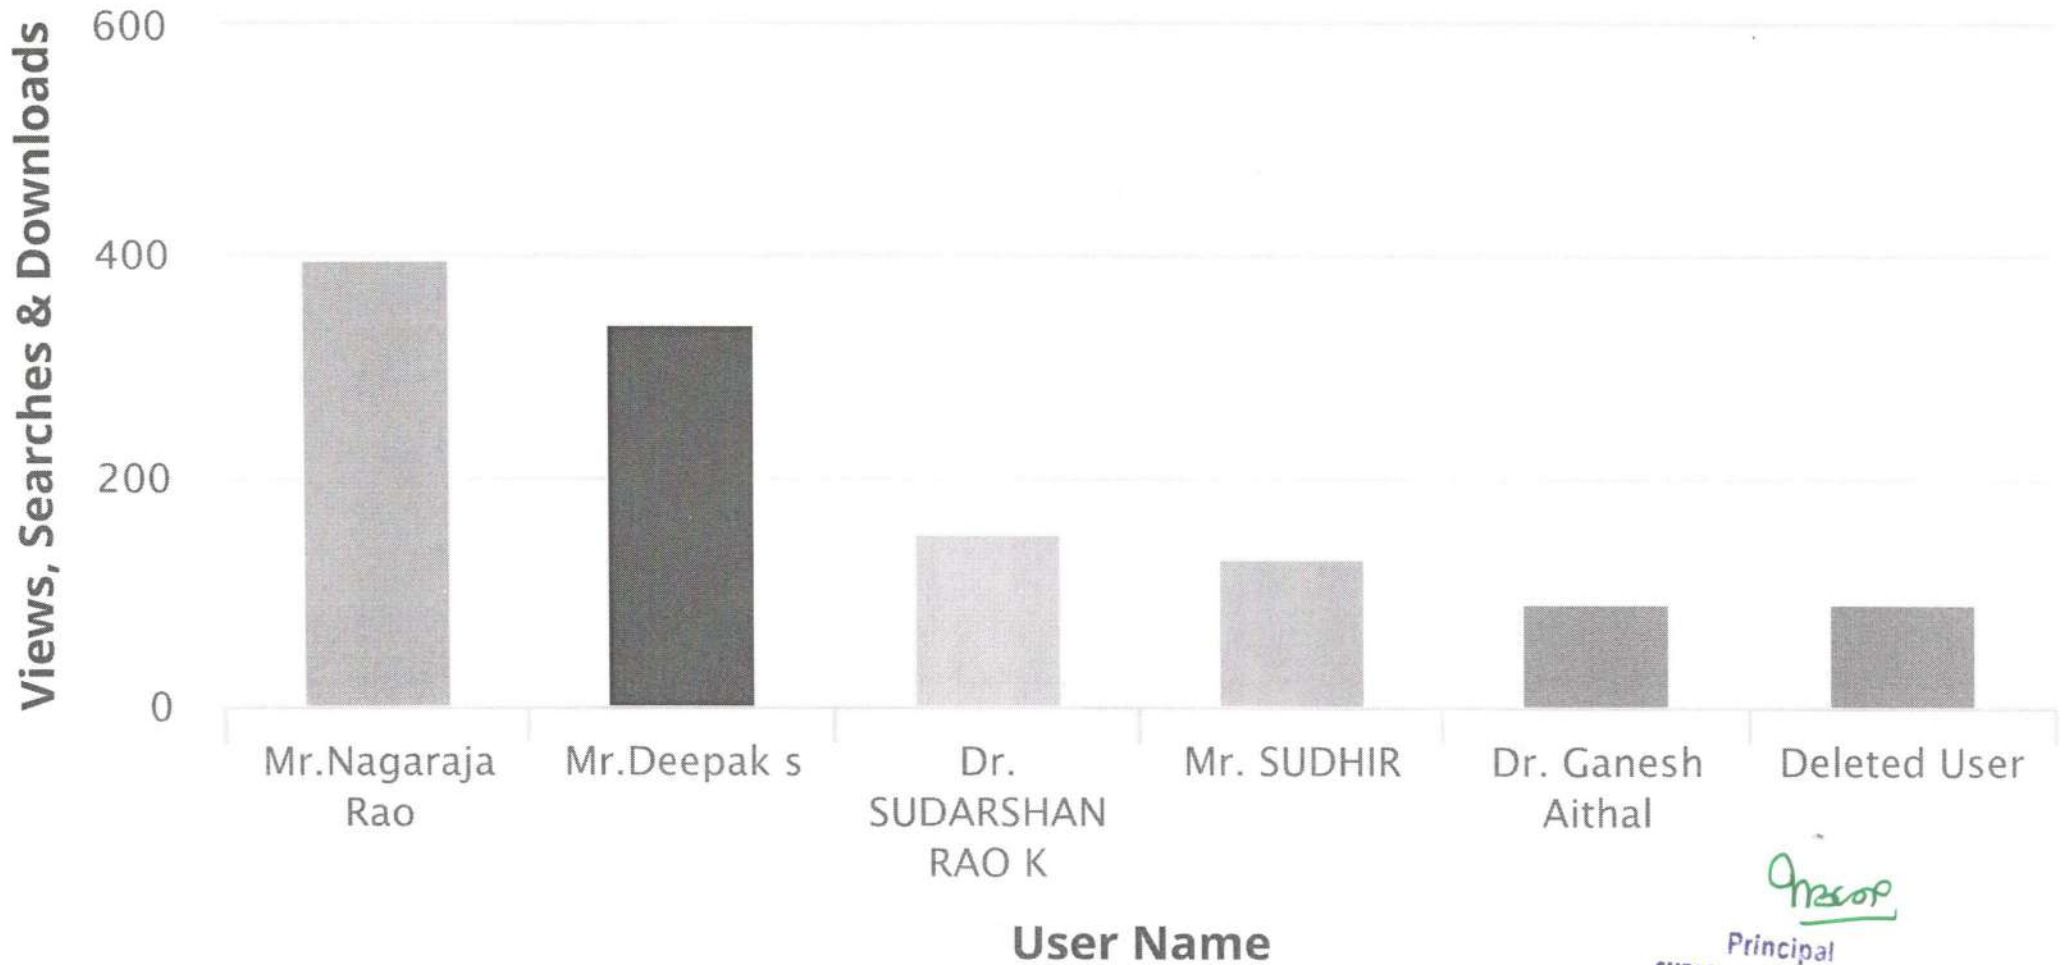 Views, Searches & Downloads
600
400
200
0
Mr.Nagaraja
Rao
Mr.Deepak s
Dr.
SUDARSHAN
RAO K
Mr. SUDHIR
Dr. Ganesh
Aithal
Deleted User
User Name
Principal